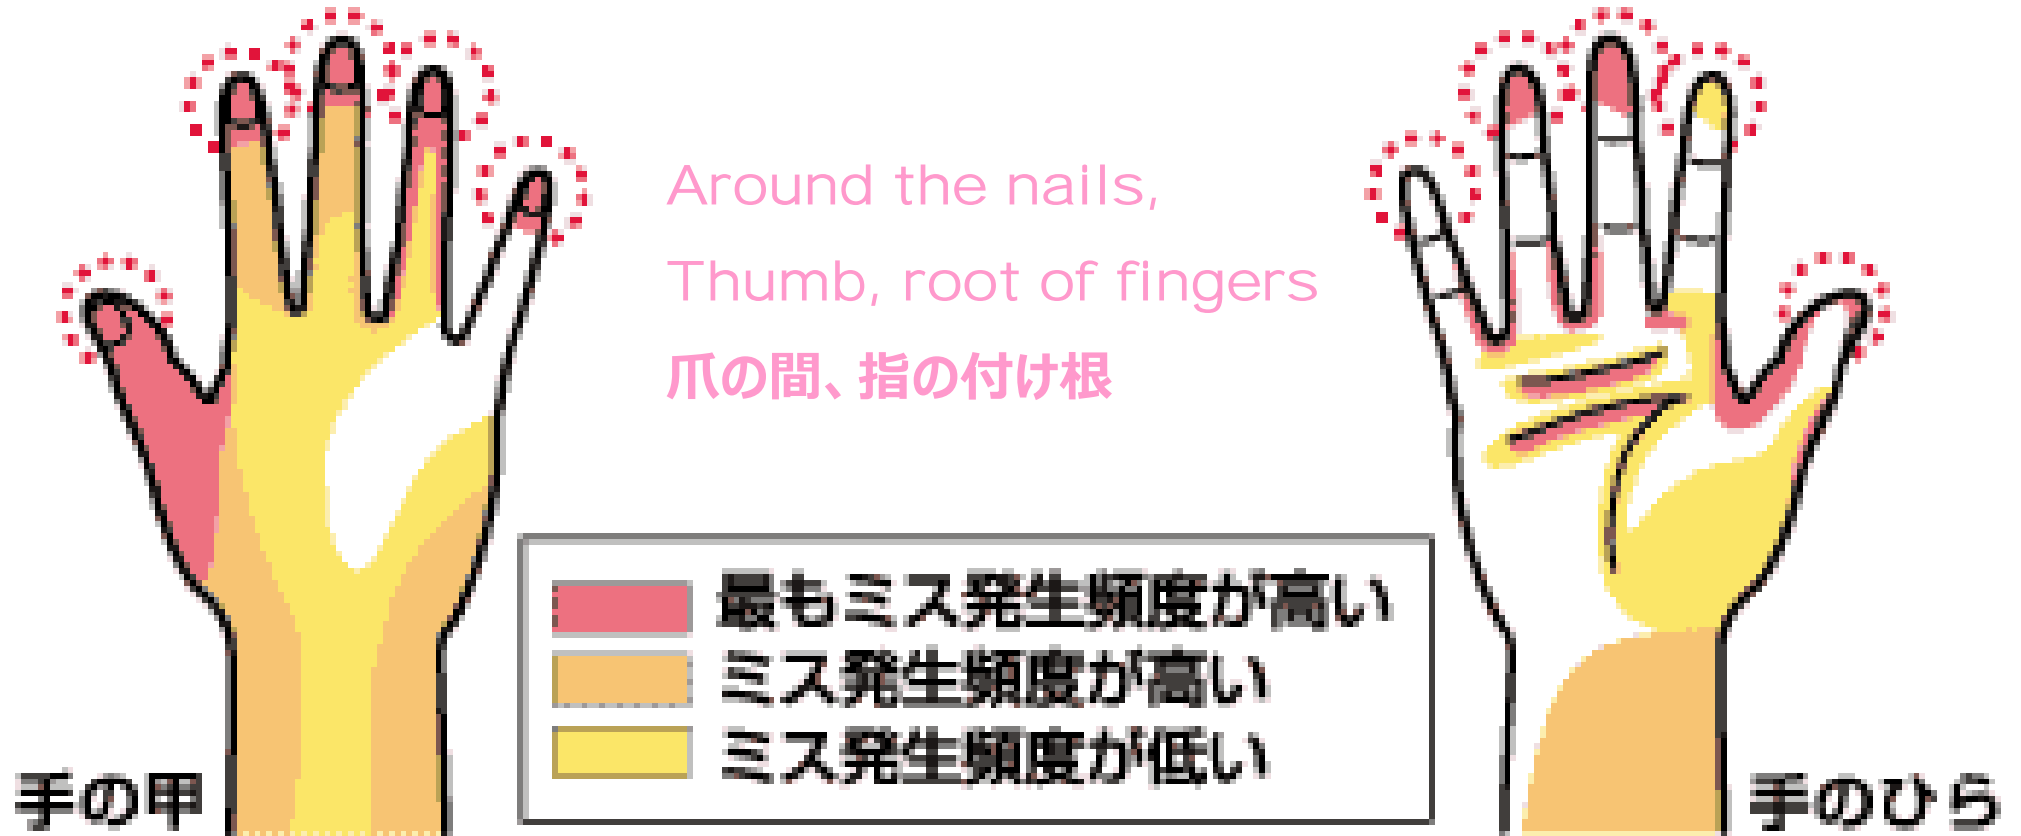 Around the nails,
Thumb, root of fingers
爪の間、指の付け根
最もミス発生頻度が高い
ミス発生頻度が高い
ミス発生頻度が低い
手の甲
手のひら